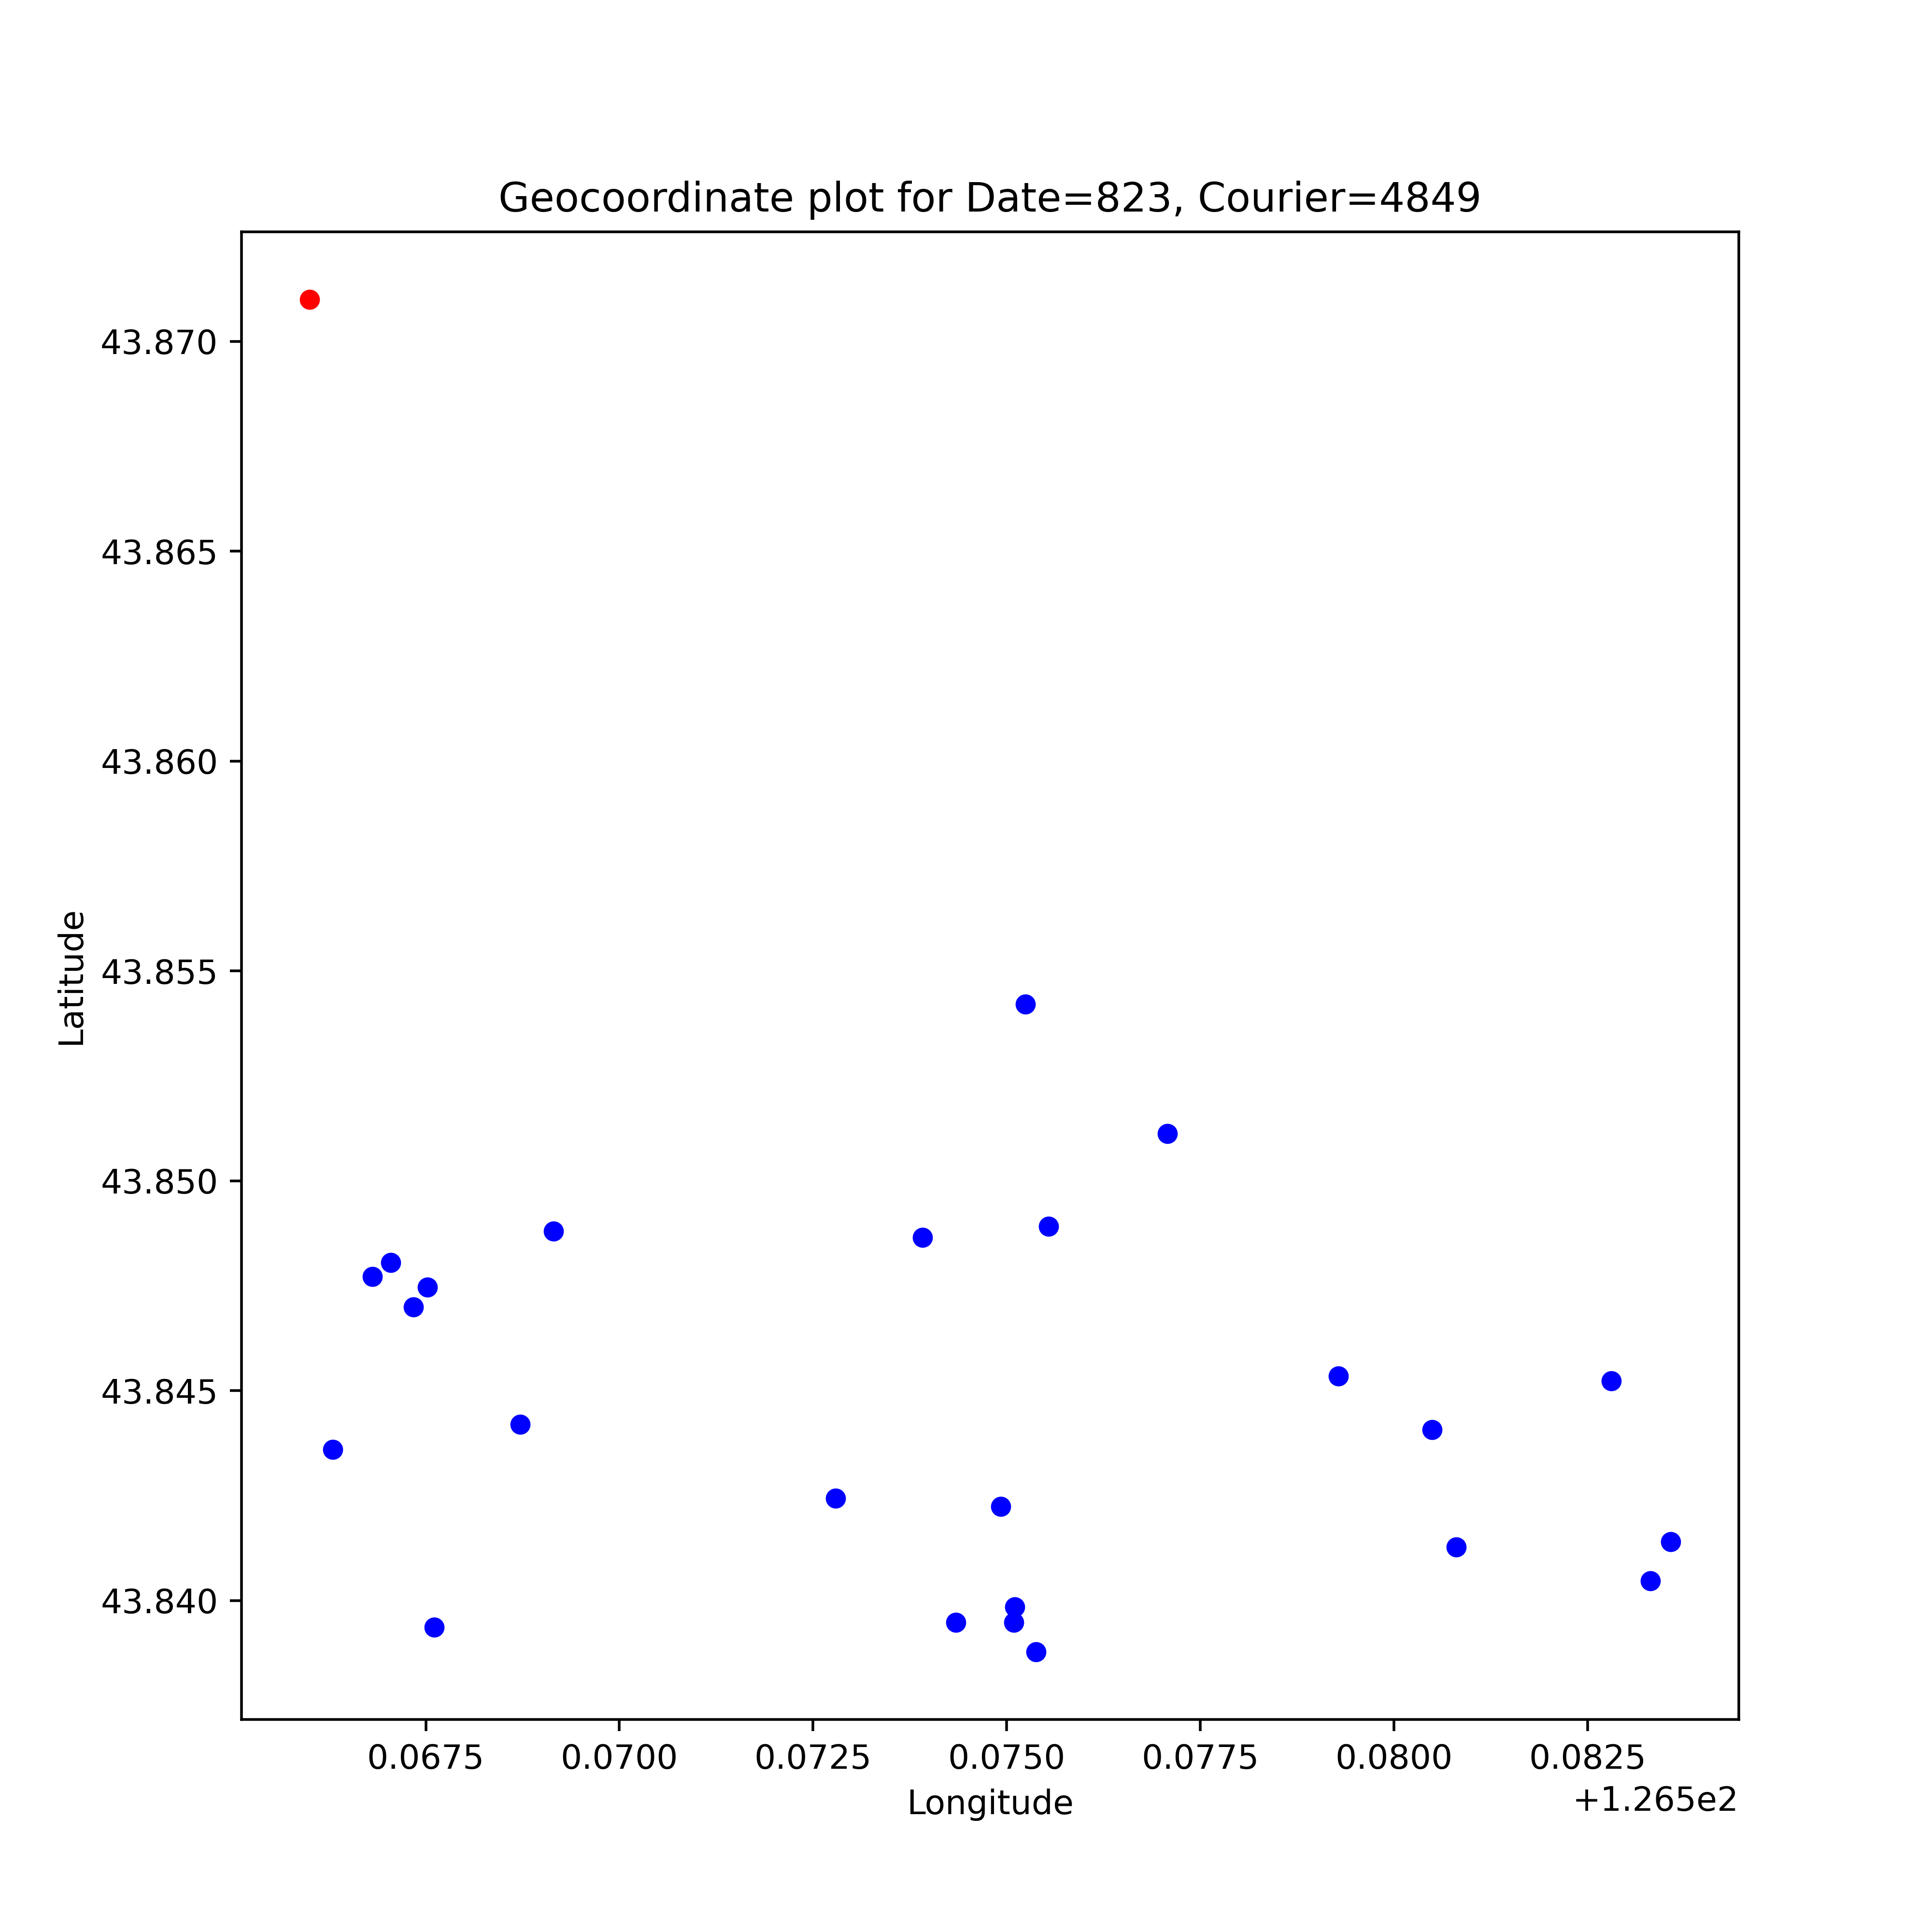 Geocoordinate plot for Date=823, Courier=4849
43.870
43.865
43.860
43.855
43.850
43.845
43.840
Latitude
0.0675 0.0700 0.0725 0.0750 0.0775 0.0800 0.0825
Longitude
+1.265e2